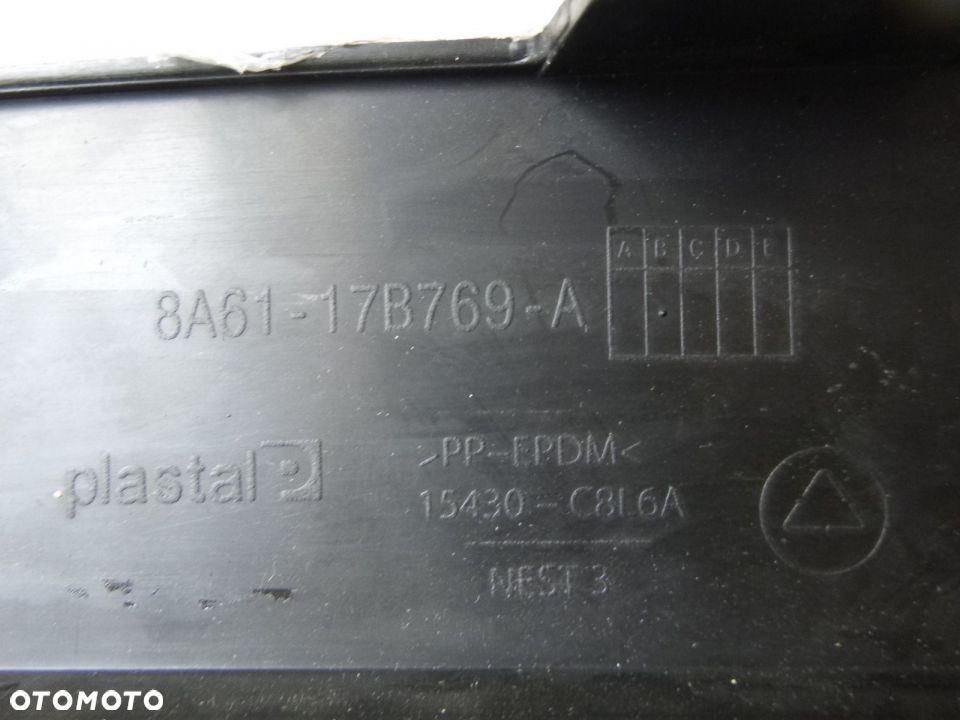 A B C D E
8A61-17B769-A
plastal P
>PP-EPDM<
15430-C8L6A
NEST 3
OTOMOTO